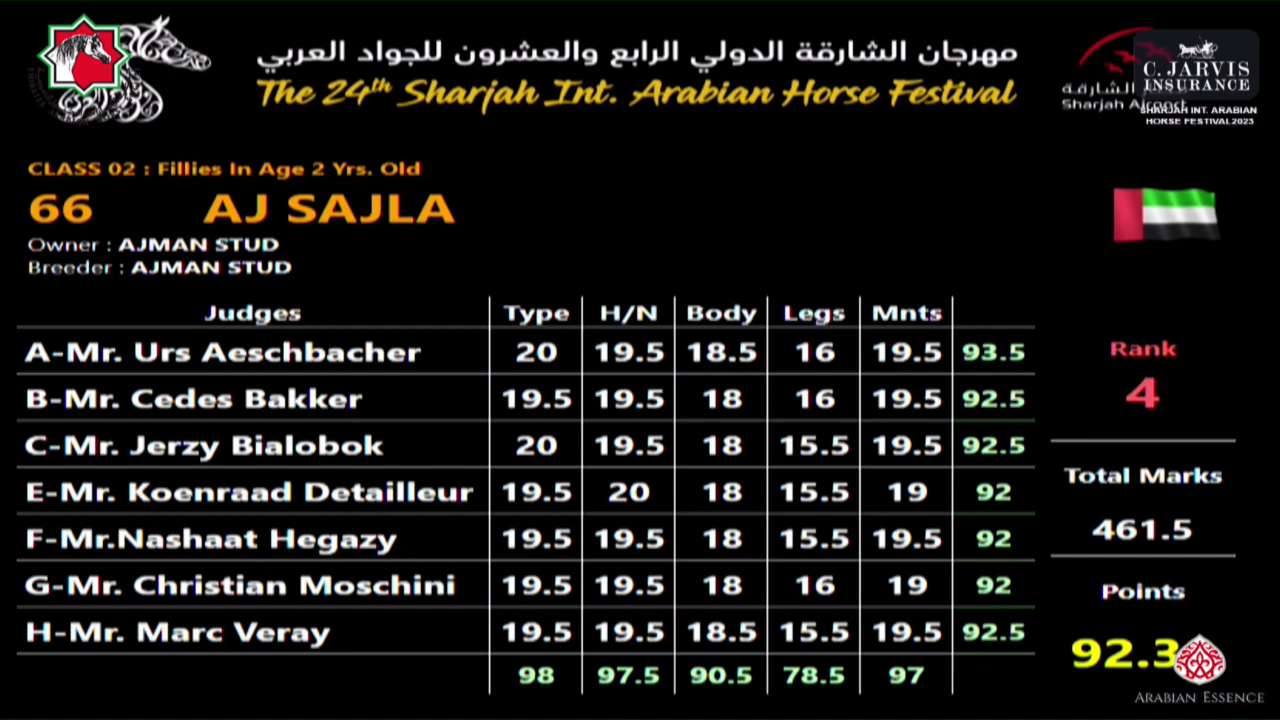 مهرجان الشارقة الدولي الرابع والعشرون للجواد العربي
The 24th Sharjah Int. Arabian Horse Festival
الشارقة
Sharjah Airport
C. JARVIS
INSURANCE
SHARJAH INT. ARABIAN
HORSE FESTIVAL 2023
CLASS 02 : Fillies In Age 2 Yrs. Old
66 AJ SAJLA
Owner : AJMAN STUD
Breeder : AJMAN STUD
Judges Type H/N Body Legs Mnts
A-Mr. Urs Aeschbacher 20 19.5 18.5 16 19.5 93.5
B-Mr. Cedes Bakker 19.5 19.5 18 16 19.5 92.5
C-Mr. Jerzy Bialobok 20 19.5 18 15.5 19.5 92.5
E-Mr. Koenraad Detailleur 19.5 20 18 15.5 19 92
F-Mr.Nashaat Hegazy 19.5 19.5 18 15.5 19.5 92
G-Mr. Christian Moschini 19.5 19.5 18 16 19 92
H-Mr. Marc Veray 19.5 19.5 18.5 15.5 19.5 92.5
98 97.5 90.5 78.5 97
Rank
4
Total Marks
461.5
Points
92.3
ARABIAN ESSENCE